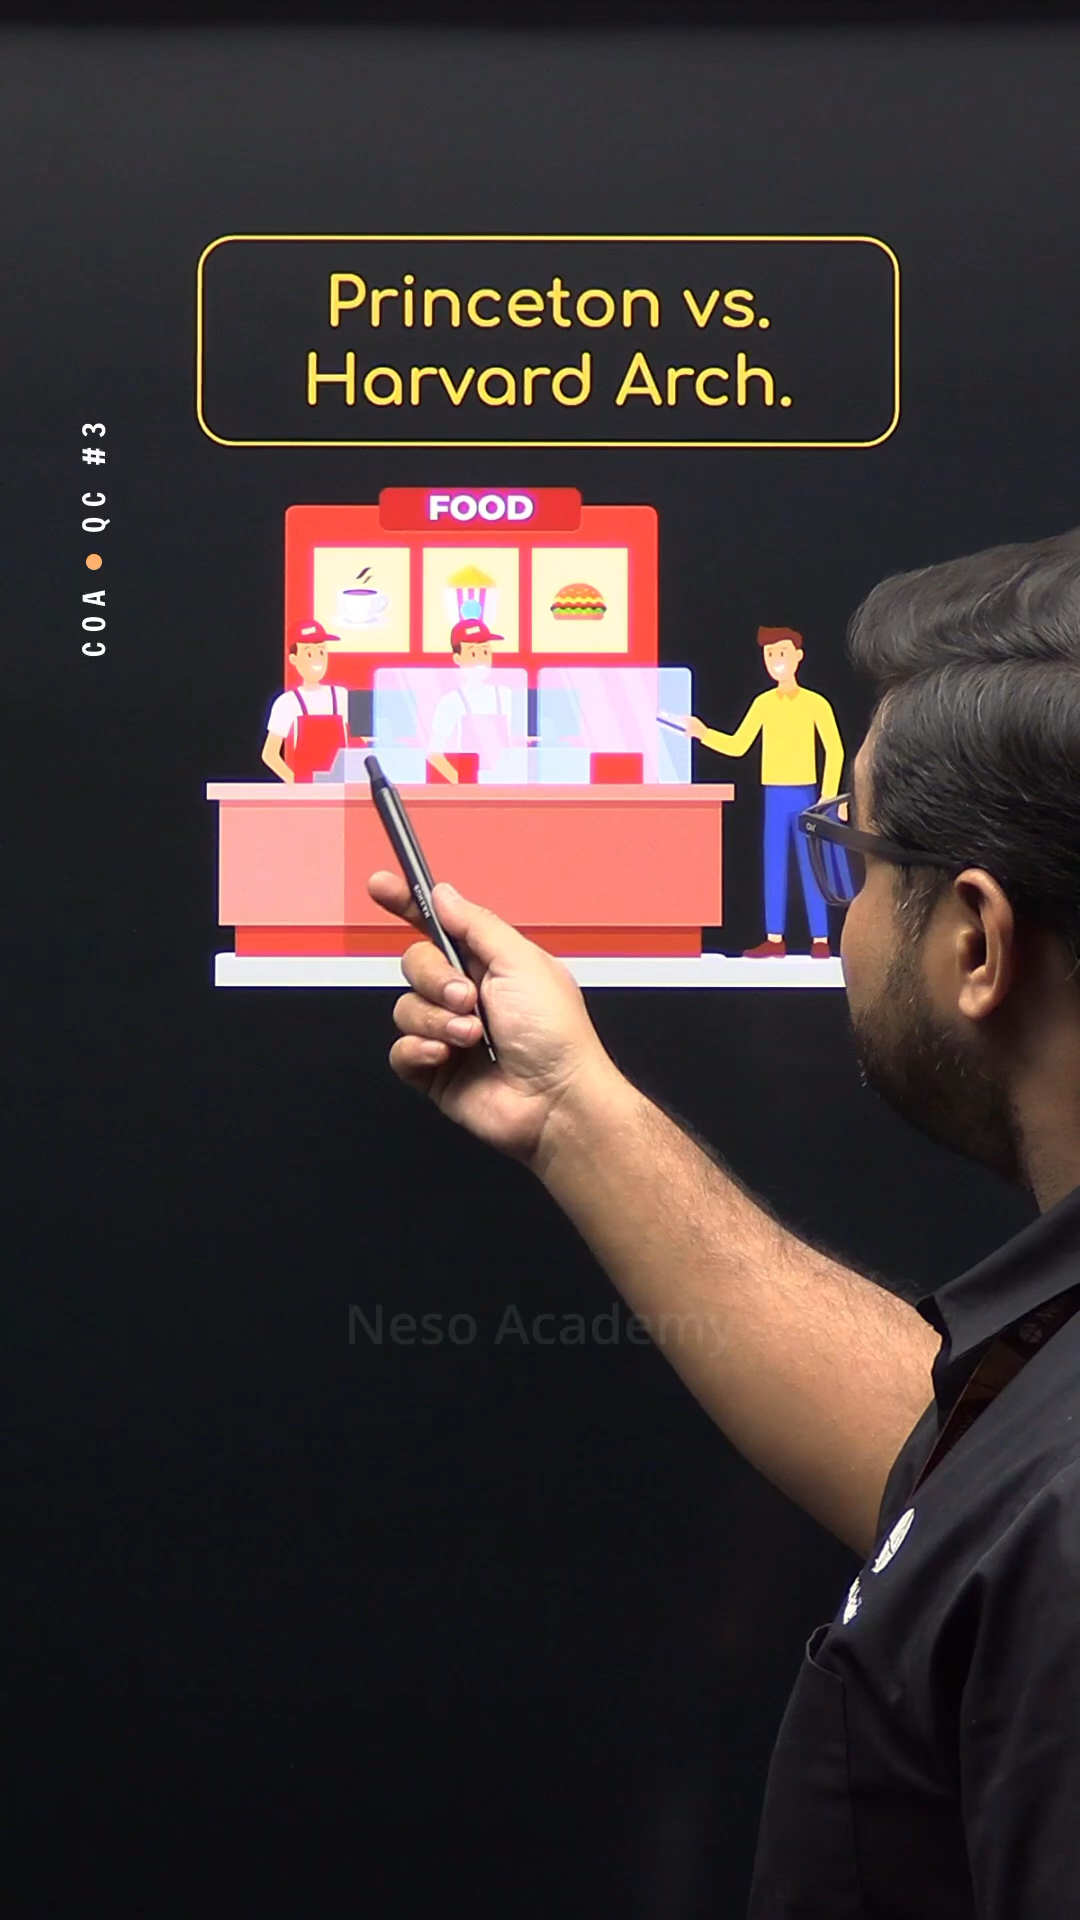 Princeton vs.
Harvard Arch.
COA • QC #3
FOOD
Neso Academy